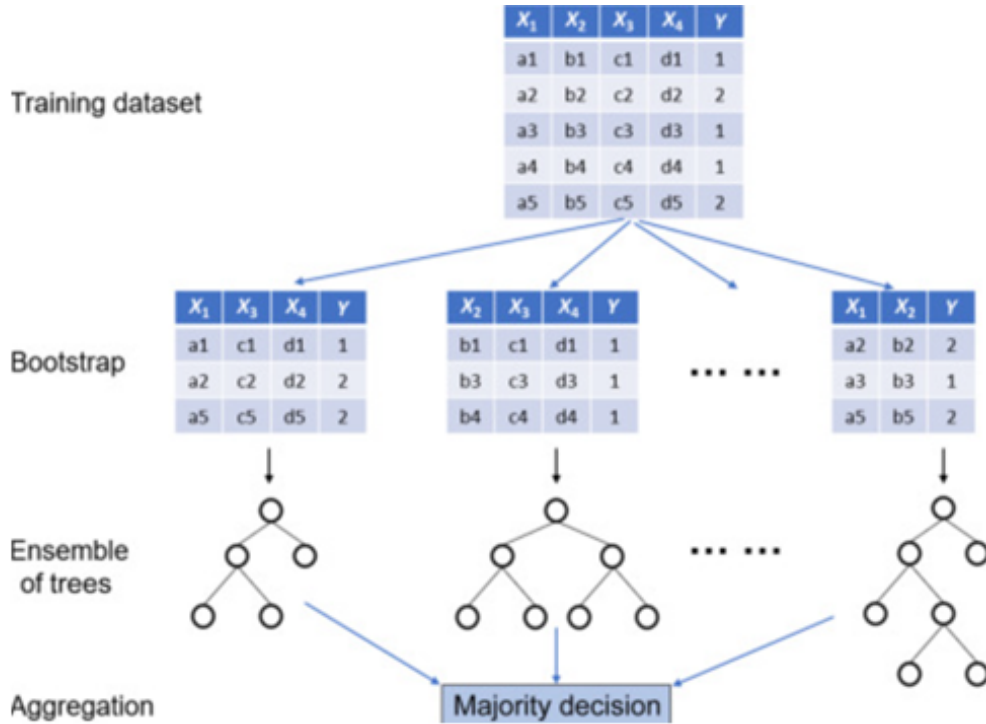 X₁ X₂ X₃ X₄ Y
a1 b1 c1 d1 1
Training dataset
a2 b2 c2 d2 2
a3 b3 c3 d3 1
a4 b4 c4 d4 1
a5 b5 c5 d5 2
X₁ X₃ X₄ Y
X₂ X₃ X₄ Y
X₁ X₂ Y
Bootstrap
a1 c1 d1 1
b1 c1 d1 1
a2 b2 2
a2 c2 d2 2
b3 c3 d3 1
... ...
a3 b3 1
a5 c5 d5 2
b4 c4 d4 1
a5 b5 2
Ensemble
of trees
... ...
Aggregation
Majority decision